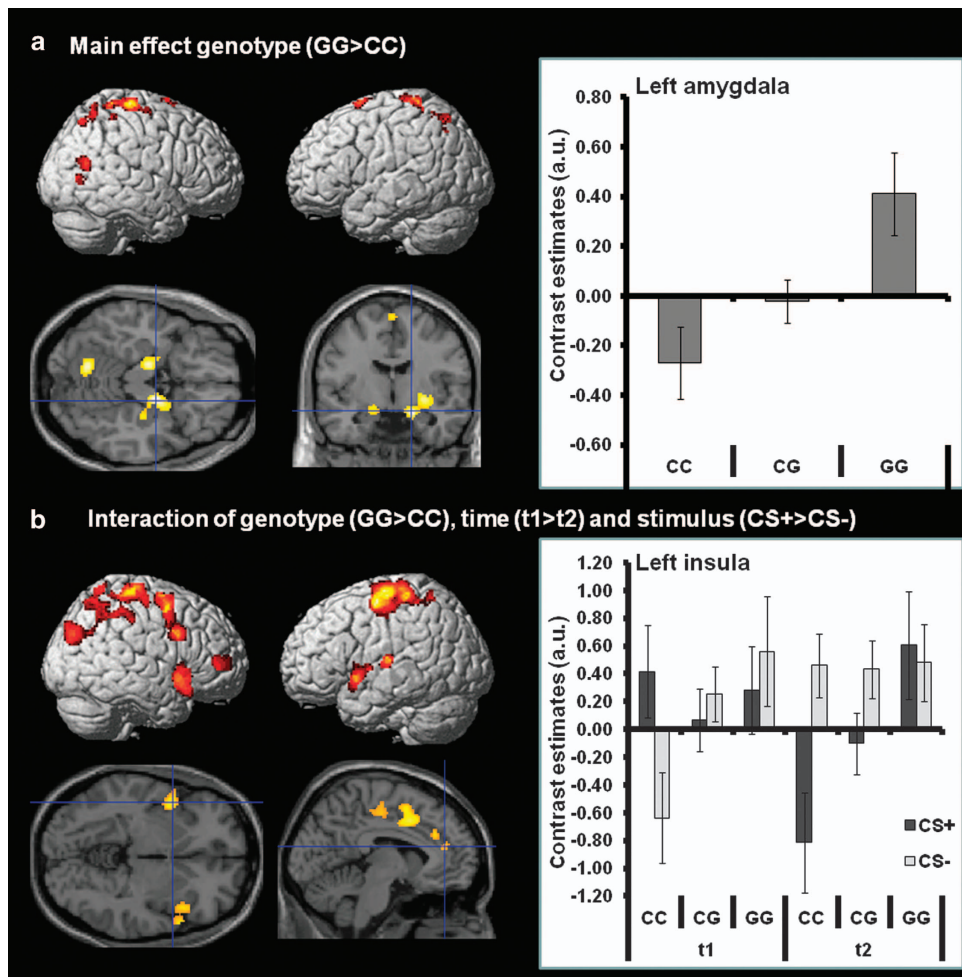 a Main effect genotype (GG>CC)
Left amygdala
Contrast estimates (a.u.)
0.80
0.60
0.40
0.20
0.00
-0.20
-0.40
-0.60
CC CG GG
b Interaction of genotype (GG>CC), time (t1>t2) and stimulus (CS+>CS-)
Left insula
Contrast estimates (a.u.)
1.20
1.00
0.80
0.60
0.40
0.20
0.00
-0.20
-0.40
-0.60
-0.80
-1.00
-1.20
CS+
CS-
CC CG GG CC CG GG
t1 t2